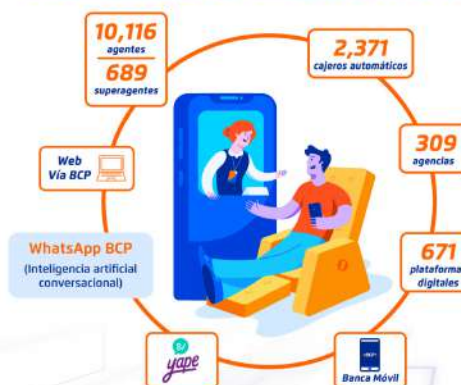 10,116
agentes
689
superagentes
2,371
cajeros automáticos
309
agencias
671
plataformas
digitales
Banca Móvil
yape
WhatsApp BCP
(Inteligencia artificial
conversacional)
Web
Vía BCP